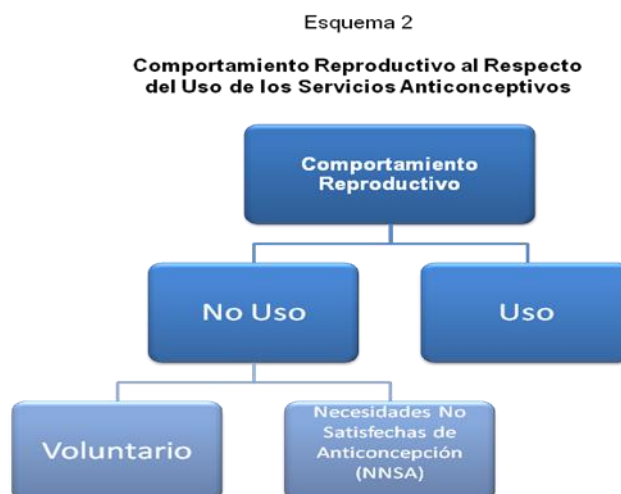 Esquema 2
Comportamiento Reproductivo al Respecto
del Uso de los Servicios Anticonceptivos
Comportamiento
Reproductivo
No Uso
Uso
Voluntario
Necesidades No
Satisfechas de
Anticoncepción
(NNSA)